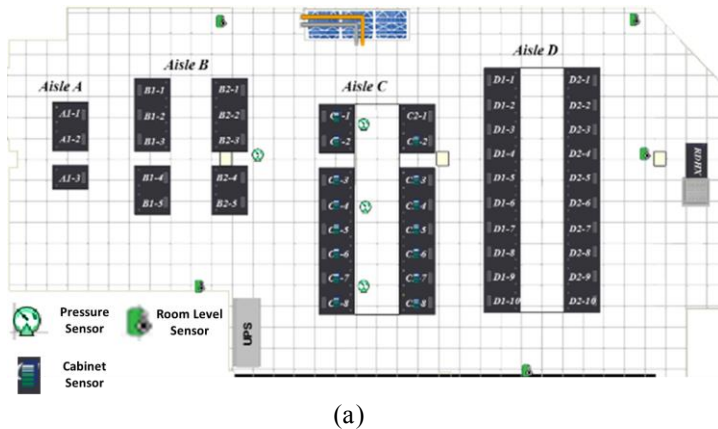 Aisle A
A1-1
A1-2
A1-3
Aisle B
B1-1
B1-2
B1-3
B1-4
B1-5
B2-1
B2-2
B2-3
B2-4
B2-5
Aisle C
C2-1
Aisle D
D1-1
D1-2
D1-3
D1-4
D1-5
D1-6
D1-7
D1-8
D1-9
D1-10
D2-1
D2-2
D2-3
D2-4
D2-5
D2-6
D2-7
D2-8
D2-9
D2-10
RDHX
UPS
Pressure
Sensor
Room Level
Sensor
Cabinet
Sensor
(a)